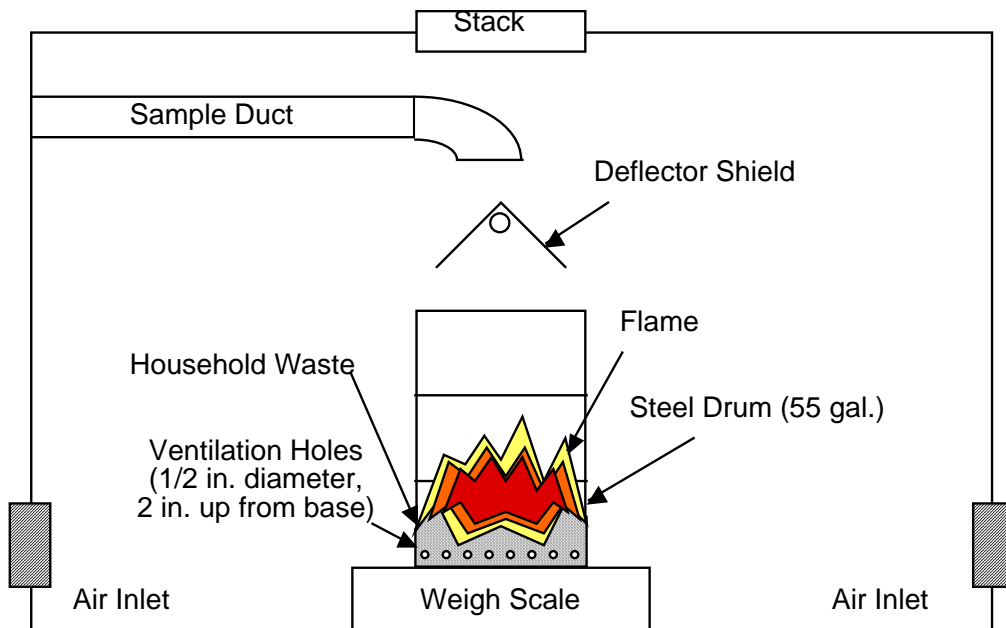 Stack
Sample Duct
Deflector Shield
Flame
Household Waste
Steel Drum (55 gal.)
Ventilation Holes
(1/2 in. diameter,
2 in. up from base)
Air Inlet
Weigh Scale
Air Inlet